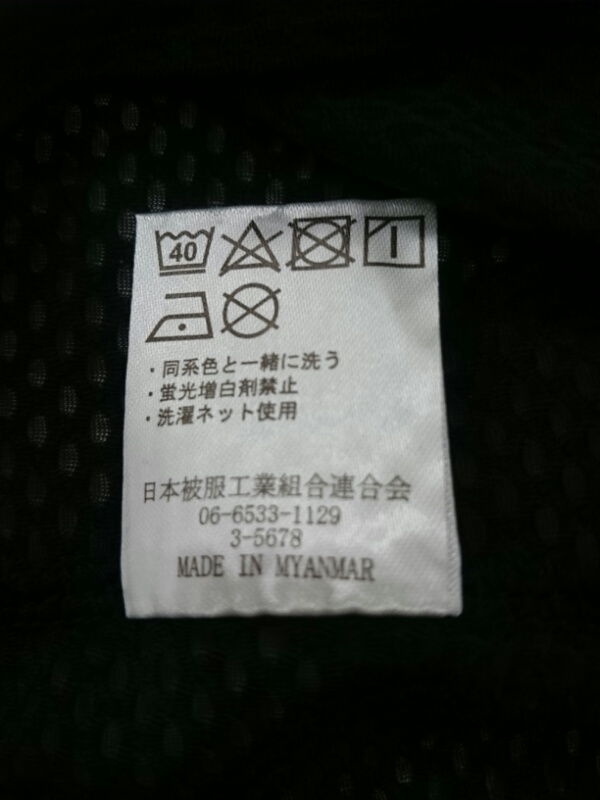 40
・同系色と一緒に洗う
・蛍光増白剤禁止
・洗濯ネット使用
日本被服工業組合連合会
06-6533-1129
3-5678
MADE IN MYANMAR